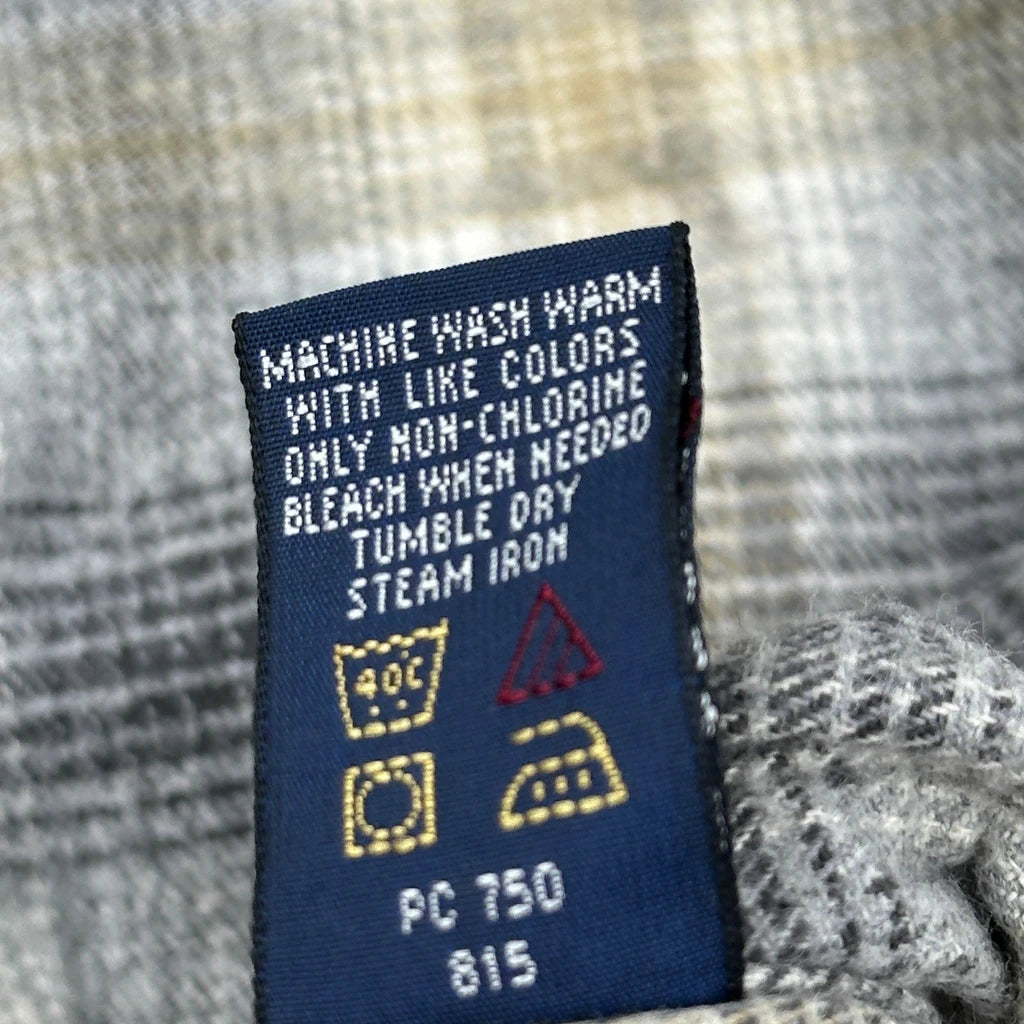 MACHINE WASH WARM
WITH LIKE COLORS
ONLY NON-CHLORINE
BLEACH WHEN NEEDED
TUMBLE DRY
STEAM IRON
40C
PC 750
815